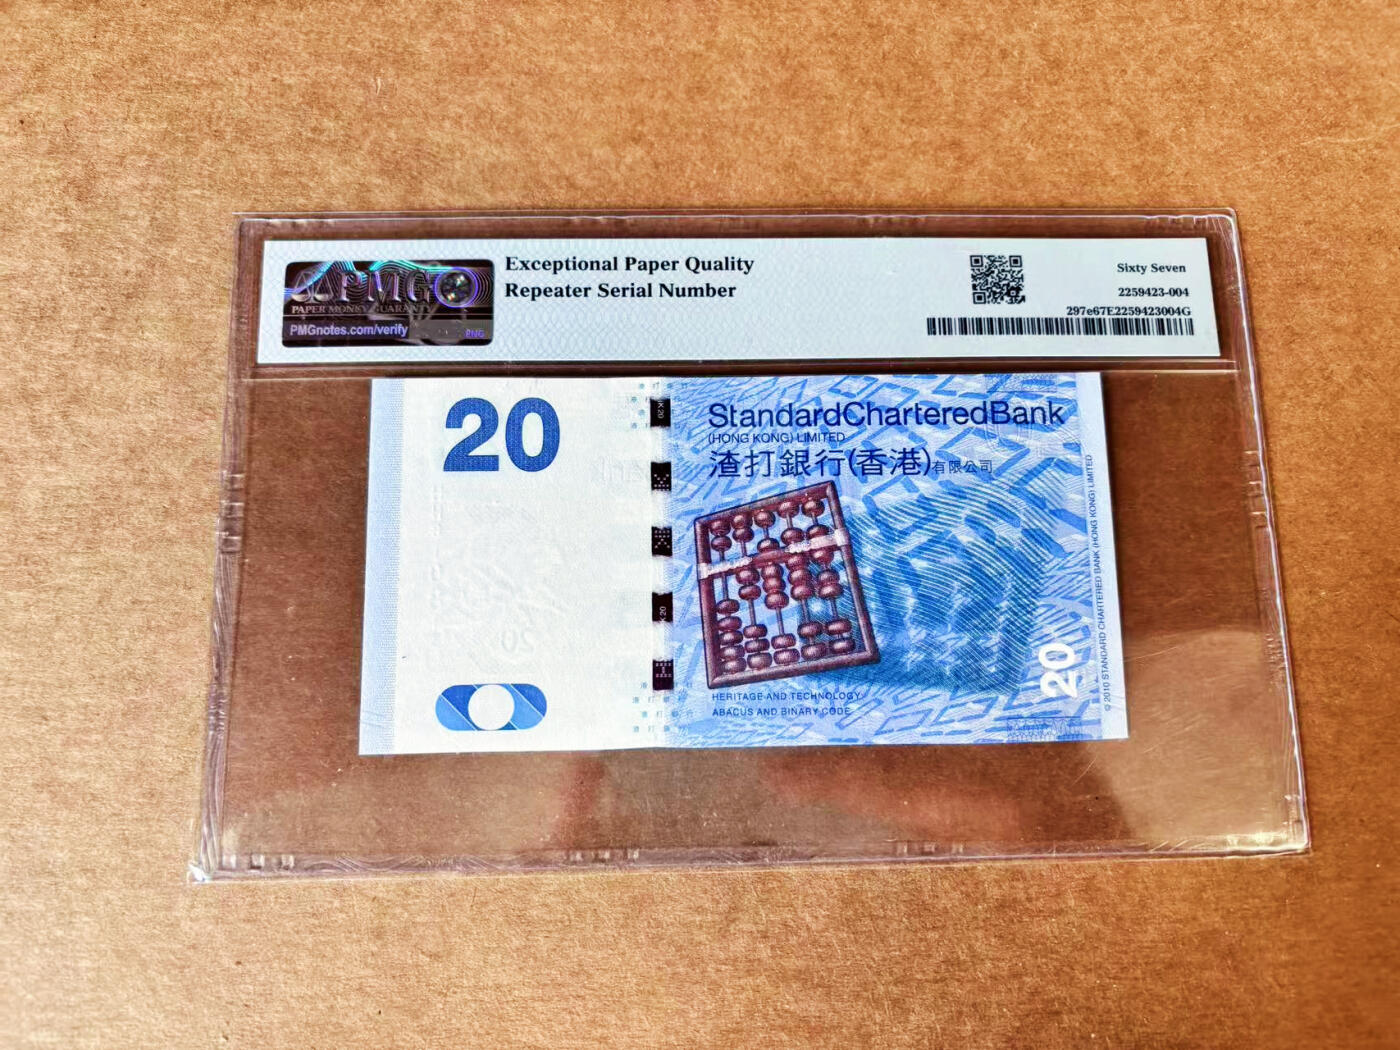 PMG
PAPER MONEY GUARANTY
PMGnotes.com/verify
PMG
Exceptional Paper Quality
Repeater Serial Number
Sixty Seven
2259423-004
297e67E2259423004G
20
StandardCharteredBank
(HONG KONG) LIMITED
渣打銀行(香港)有限公司
HERITAGE AND TECHNOLOGY
ABACUS AND BINARY CODE
20
© 2010 STANDARD CHARTERED BANK (HONG KONG) LIMITED